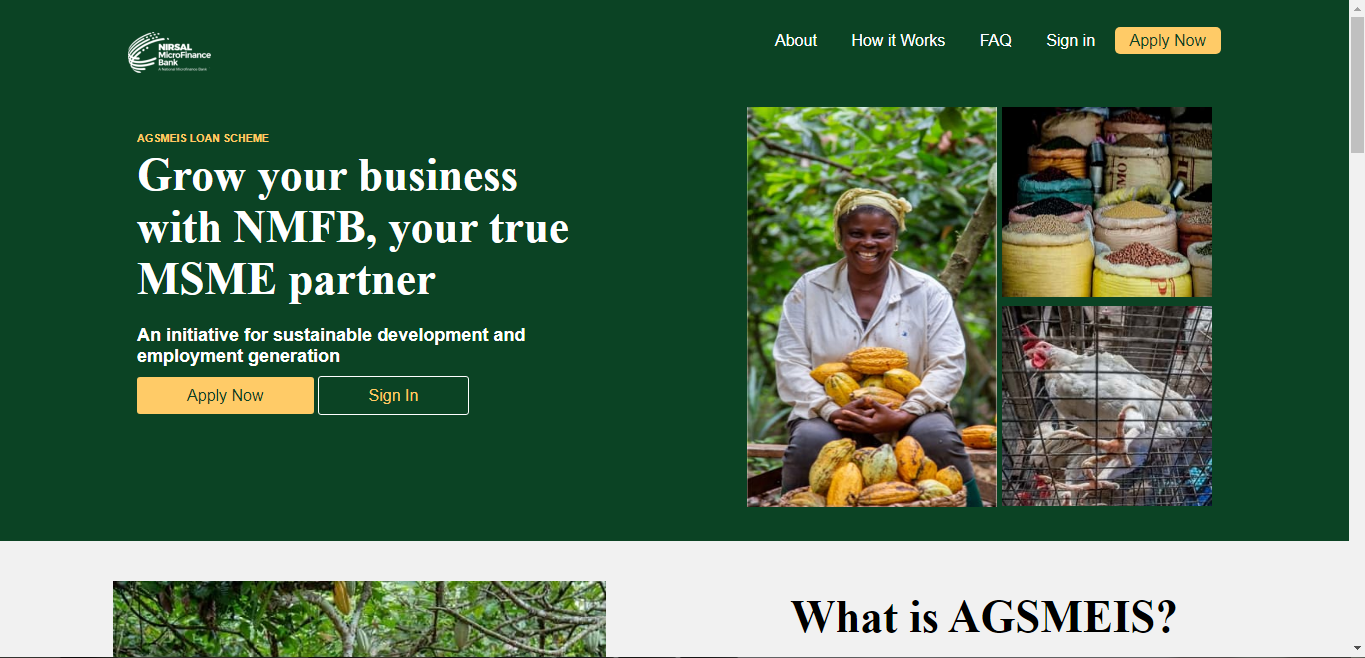 NIRSAL
MicroFinance
Bank
A National Microfinance Bank
About
How it Works
FAQ
Sign in
Apply Now
AGSMEIS LOAN SCHEME
Grow your business
with NMFB, your true
MSME partner
An initiative for sustainable development and
employment generation
Apply Now
Sign In
What is AGSMEIS?